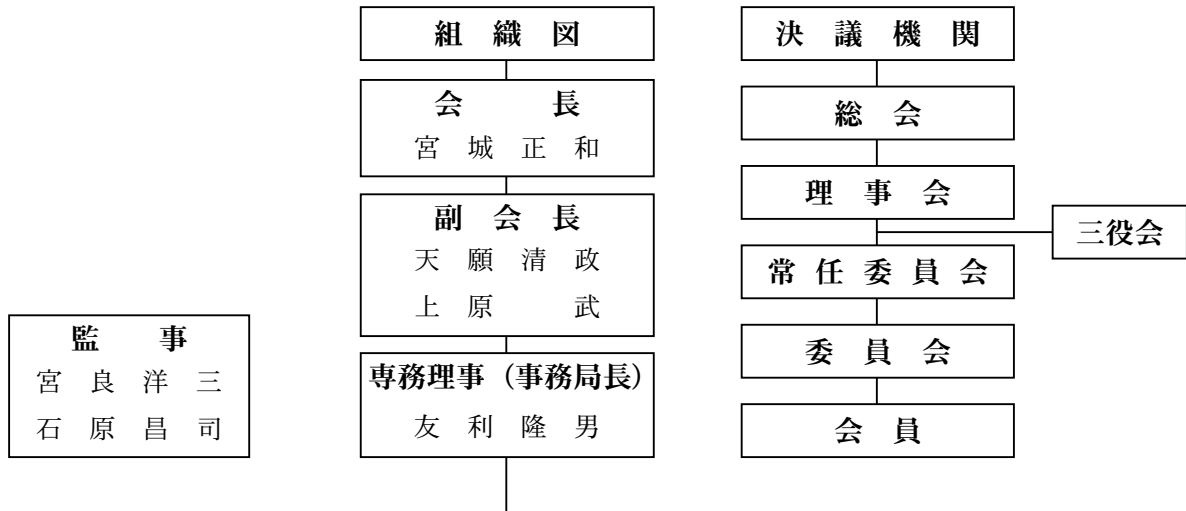 組織図
会長
宮城正和
副会長
天願清政
上原武
専務理事（事務局長）
友利隆男
監事
宮良洋三
石原昌司
決議機関
総会
理事会
三役会
常任委員会
委員会
会員